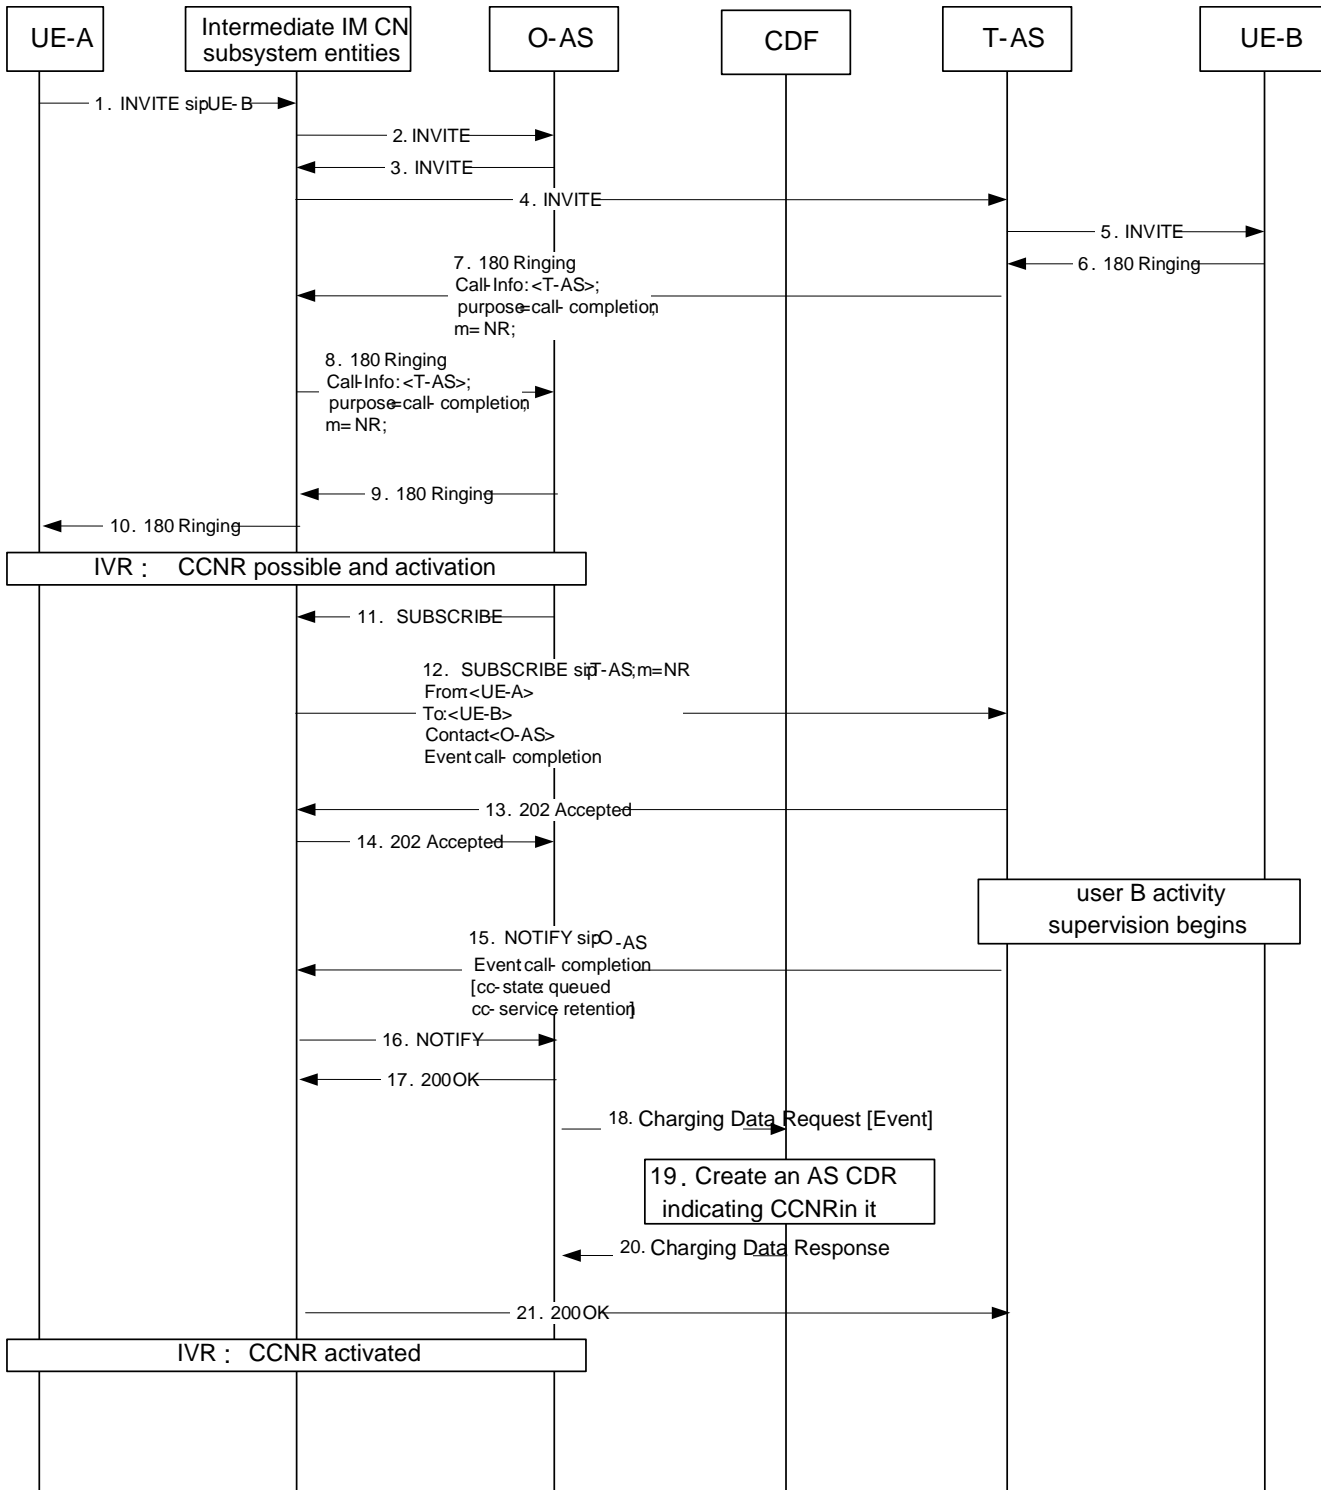 UE-A
Intermediate IM CN
subsystem entities
O-AS
CDF
T-AS
UE-B
1. INVITE sip:UE-B
2. INVITE
3. INVITE
4. INVITE
5. INVITE
6. 180 Ringing
7. 180 Ringing
Call-Info:<T-AS>;
purpose=call-completion;
m=NR;
8. 180 Ringing
Call-Info:<T-AS>;
purpose=call-completion;
m=NR;
9. 180 Ringing
10. 180 Ringing
IVR: CCNR possible and activation
11. SUBSCRIBE
12. SUBSCRIBE sip:T-AS;m=NR
From:<UE-A>
To:<UE-B>
Contact:<O-AS>
Event:call-completion
13. 202 Accepted
14. 202 Accepted
user B activity
supervision begins
15. NOTIFY sip:O-AS
Event:call-completion
[cc-state: queued
cc-service retention]
16. NOTIFY
17. 200 OK
18. Charging Data Request [Event]
19. Create an AS CDR
indicating CCNR in it
20. Charging Data Response
21. 200 OK
IVR: CCNR activated